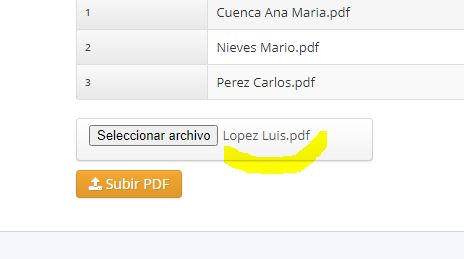 1 Cuenca Ana Maria.pdf
2 Nieves Mario.pdf
3 Perez Carlos.pdf
Seleccionar archivo Lopez Luis.pdf
Subir PDF